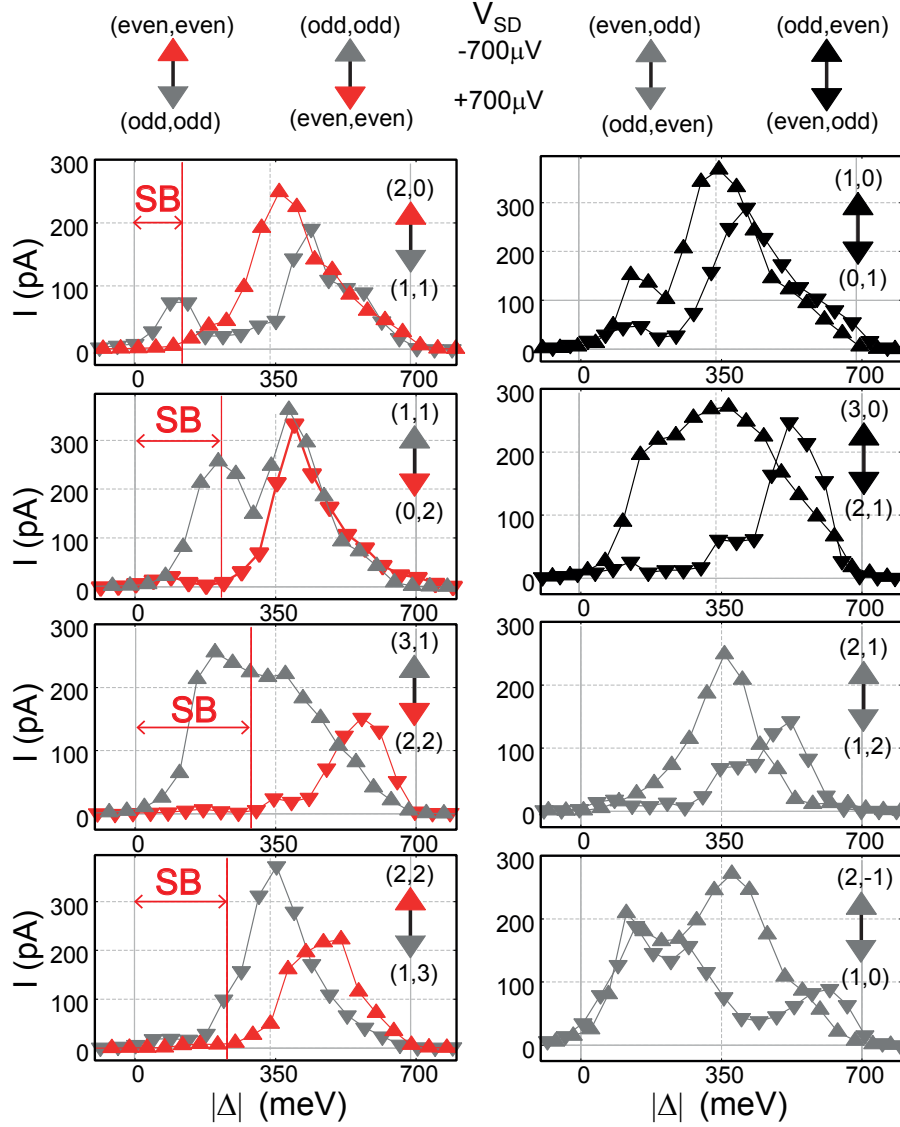 (even,even) (odd,odd) V_SD (even,odd) (odd,even)
-700μV
+700μV
(odd,odd) (even,even) (odd,even) (even,odd)
300
200
100
0
I (pA)
SB
(2,0)
(1,1)
0 350 700
300
200
100
0
I (pA)
(1,0)
(0,1)
0 350 700
300
200
100
0
I (pA)
SB
(1,1)
(0,2)
0 350 700
300
200
100
0
I (pA)
(3,0)
(2,1)
0 350 700
300
200
100
0
I (pA)
SB
(3,1)
(2,2)
0 350 700
300
200
100
0
I (pA)
(2,1)
(1,2)
0 350 700
300
200
100
0
I (pA)
SB
(2,2)
(1,3)
0 350 700
|Δ| (meV)
300
200
100
0
I (pA)
(2,-1)
(1,0)
0 350 700
|Δ| (meV)